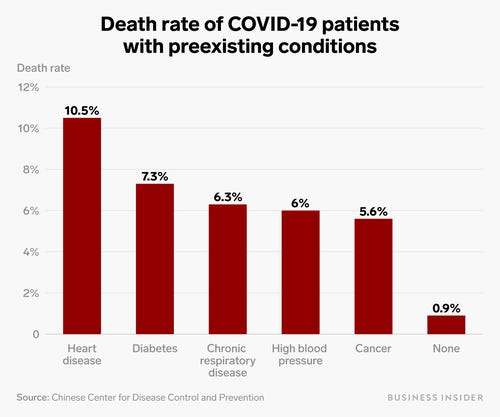 Death rate of COVID-19 patients
with preexisting conditions
Death rate
12%
10%
8%
6%
4%
2%
0
10.5%
7.3%
6.3%
6%
5.6%
0.9%
Heart
disease
Diabetes
Chronic
respiratory
disease
High blood
pressure
Cancer
None
Source: Chinese Center for Disease Control and Prevention
BUSINESS INSIDER